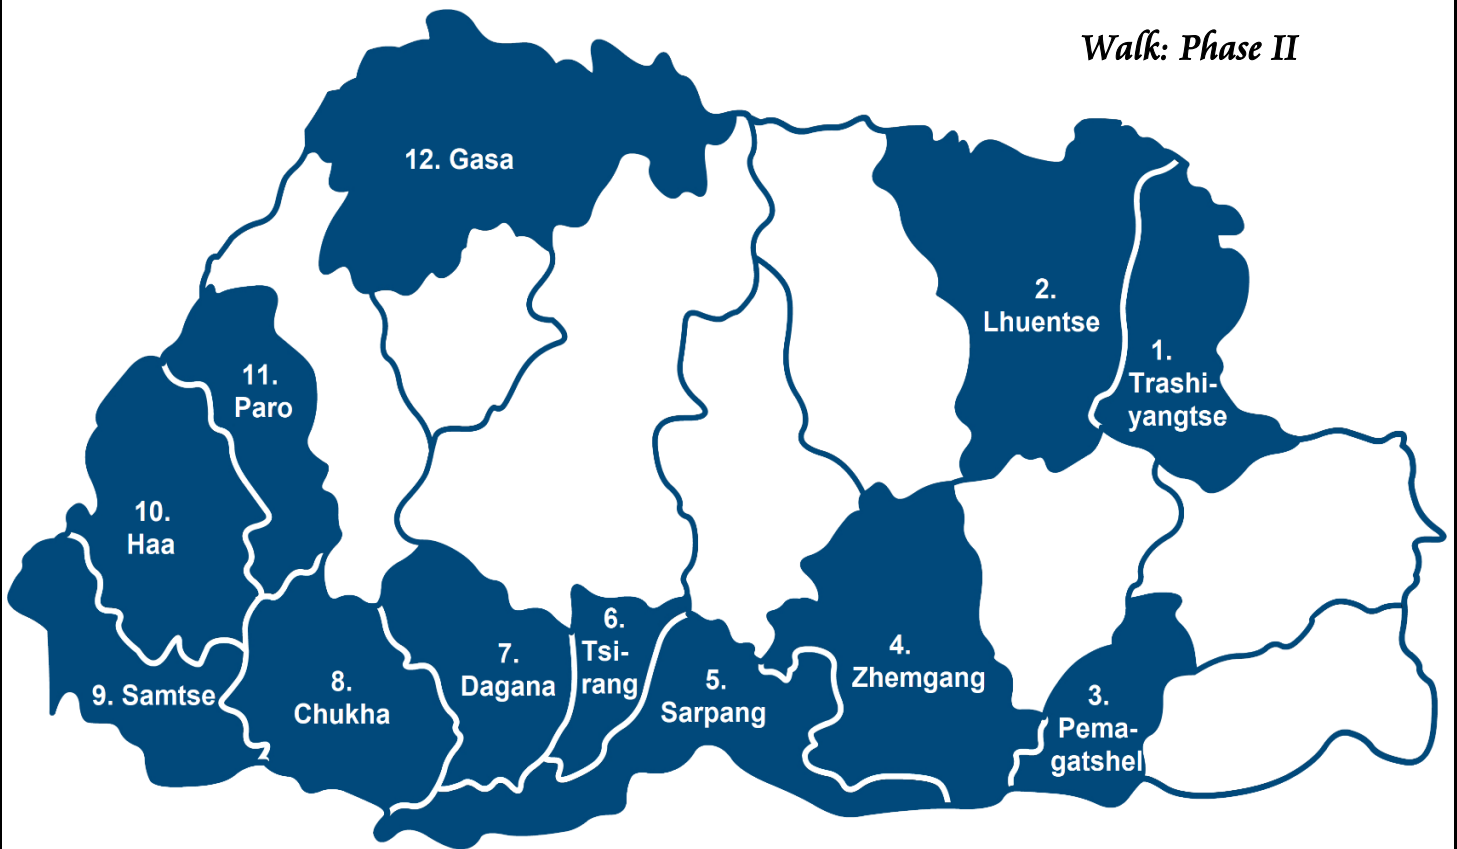 Walk: Phase II
12. Gasa
2.
Lhuentse
1.
Trashi-
yangtse
11.
Paro
10.
Haa
6.
Tsi-
rang
7.
Dagana
4.
Zhemgang
8.
Chukha
5.
Sarpang
9. Samtse
3.
Pema-
gatshel